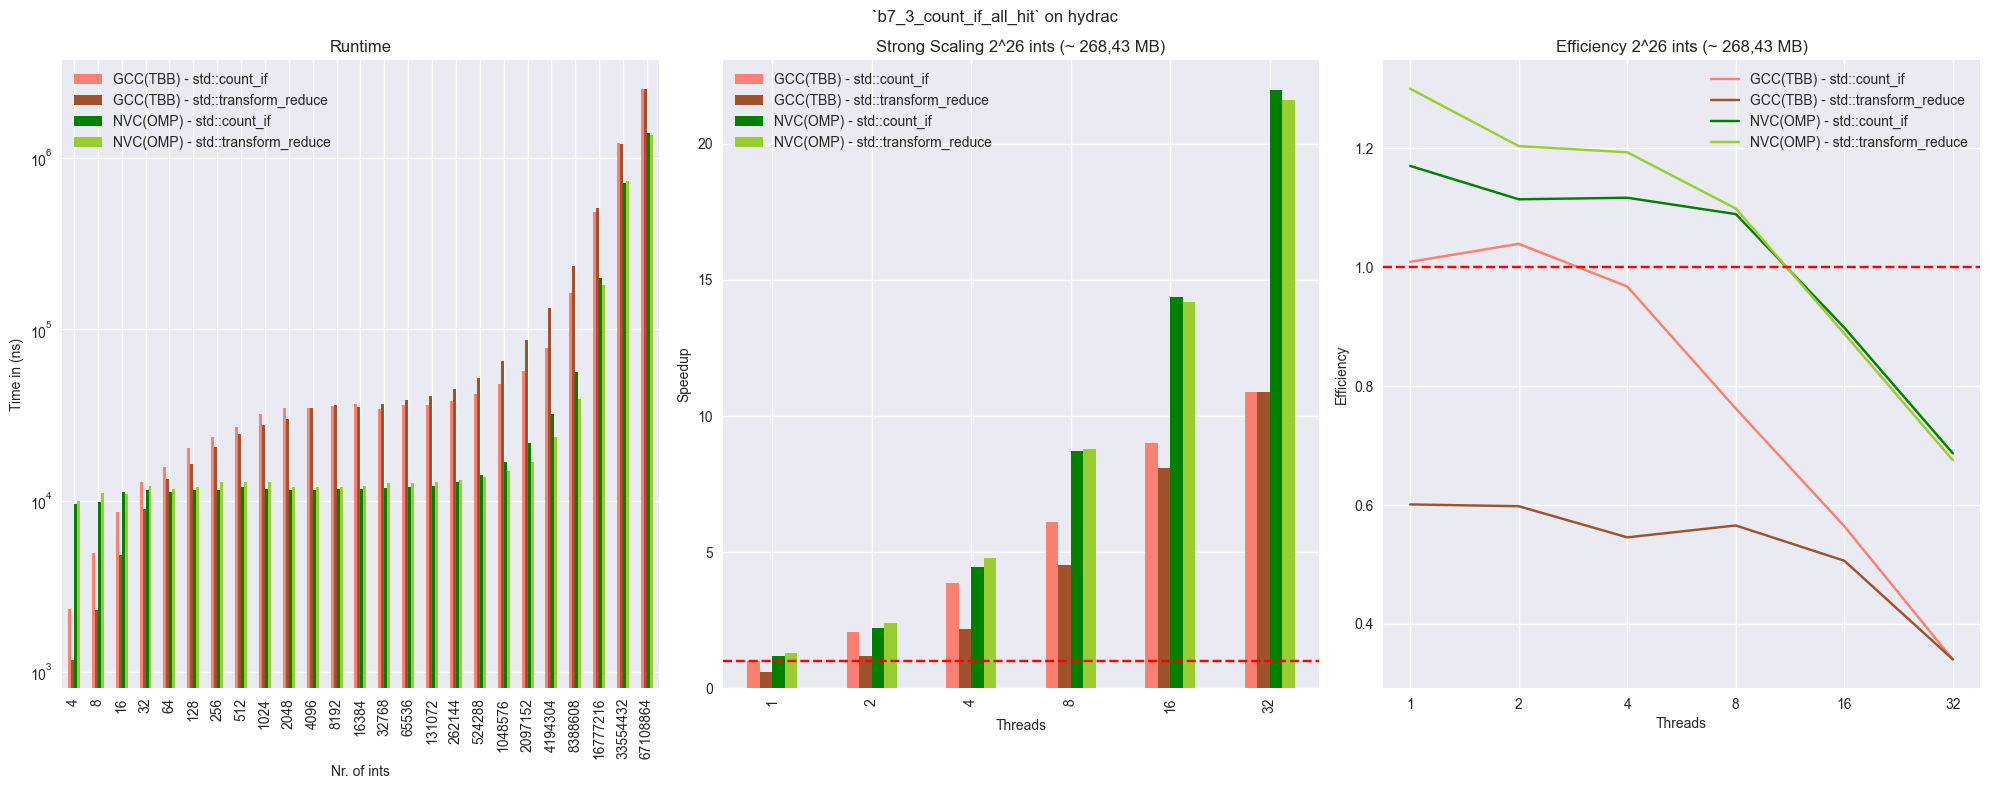 `b7_3_count_if_all_hit` on hydrac
Runtime
GCC(TBB) - std::count_if
GCC(TBB) - std::transform_reduce
NVC(OMP) - std::count_if
NVC(OMP) - std::transform_reduce
Time in (ns)
10^6
10^5
10^4
10^3
4 8 16 32 64 128 256 512 1024 2048 4096 8192 16384 32768 65536 131072 262144 524288 1048576 2097152 4194304 8388608 16777216 33554432 67108864
Nr. of ints
Strong Scaling 2^26 ints (~ 268,43 MB)
GCC(TBB) - std::count_if
GCC(TBB) - std::transform_reduce
NVC(OMP) - std::count_if
NVC(OMP) - std::transform_reduce
Speedup
20
15
10
5
0
1 2 4 8 16 32
Threads
Efficiency 2^26 ints (~ 268,43 MB)
GCC(TBB) - std::count_if
GCC(TBB) - std::transform_reduce
NVC(OMP) - std::count_if
NVC(OMP) - std::transform_reduce
Efficiency
1.2
1.0
0.8
0.6
0.4
1 2 4 8 16 32
Threads